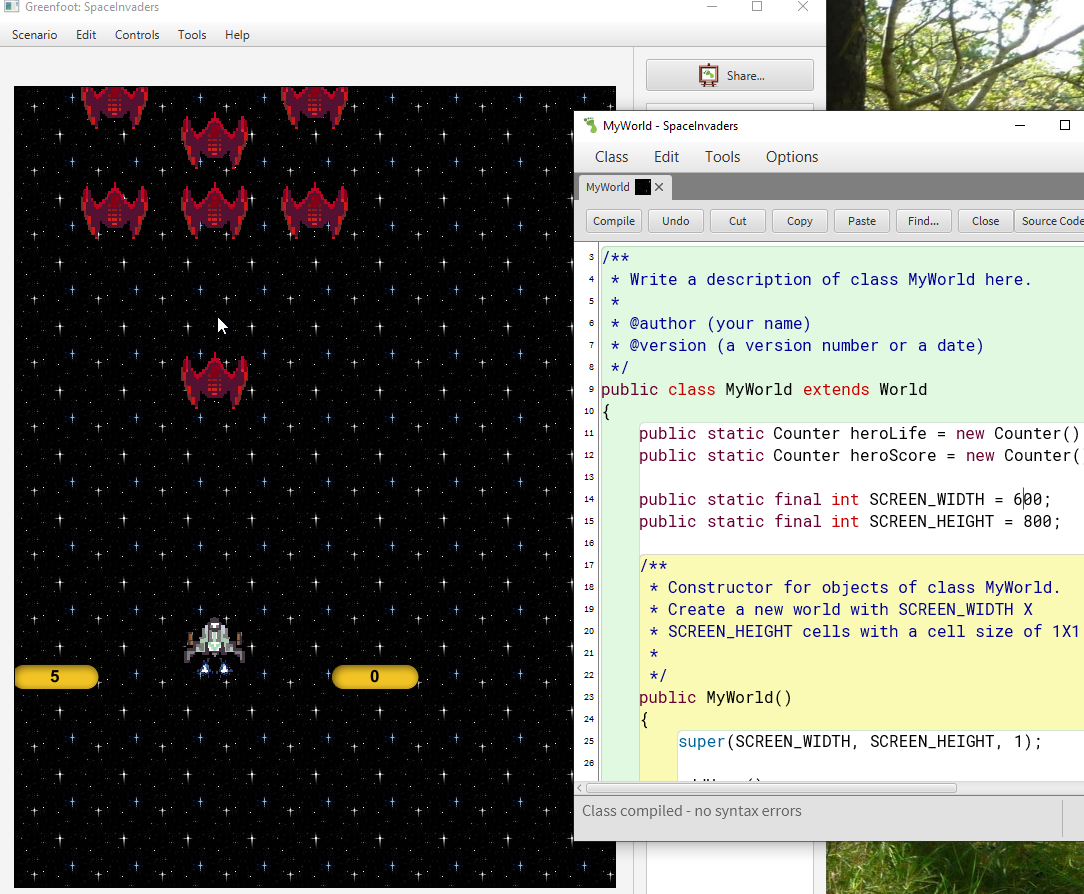 Greenfoot: SpaceInvaders
Scenario Edit Controls Tools Help
Share...
5
0
MyWorld - SpaceInvaders
Class Edit Tools Options
MyWorld
Compile Undo Cut Copy Paste Find... Close Source Code
3 /**
4 * Write a description of class MyWorld here.
5 *
6 * @author (your name)
7 * @version (a version number or a date)
8 */
9 public class MyWorld extends World
10 {
11 public static Counter heroLife = new Counter()
12 public static Counter heroScore = new Counter(
13
14 public static final int SCREEN_WIDTH = 600;
15 public static final int SCREEN_HEIGHT = 800;
16
17 /**
18 * Constructor for objects of class MyWorld.
19 * Create a new world with SCREEN_WIDTH X
20 * SCREEN_HEIGHT cells with a cell size of 1X1
21 *
22 */
23 public MyWorld()
24 {
25 super(SCREEN_WIDTH, SCREEN_HEIGHT, 1);
26
Class compiled - no syntax errors